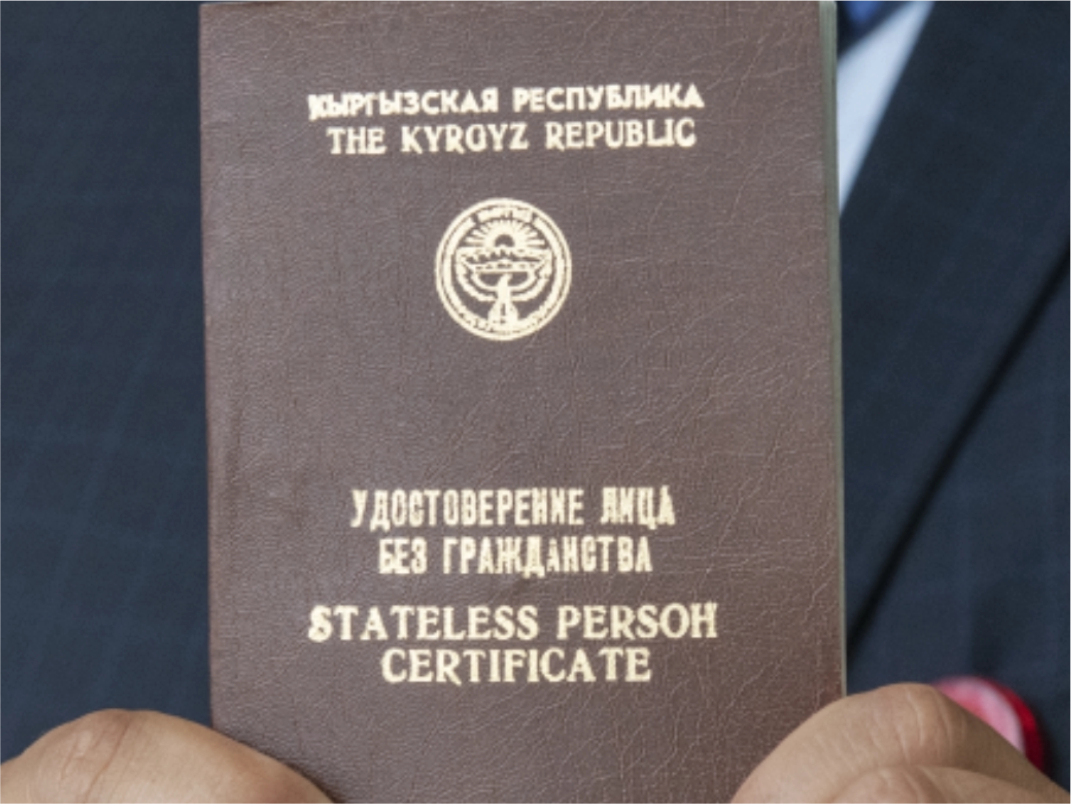 КЫРГЫЗСКАЯ РЕСПУБЛИКА
THE KYRGYZ REPUBLIC
УДОСТОВЕРЕНИЕ ЛИЦА
БЕЗ ГРАЖДАНСТВА
STATELESS PERSON
CERTIFICATE